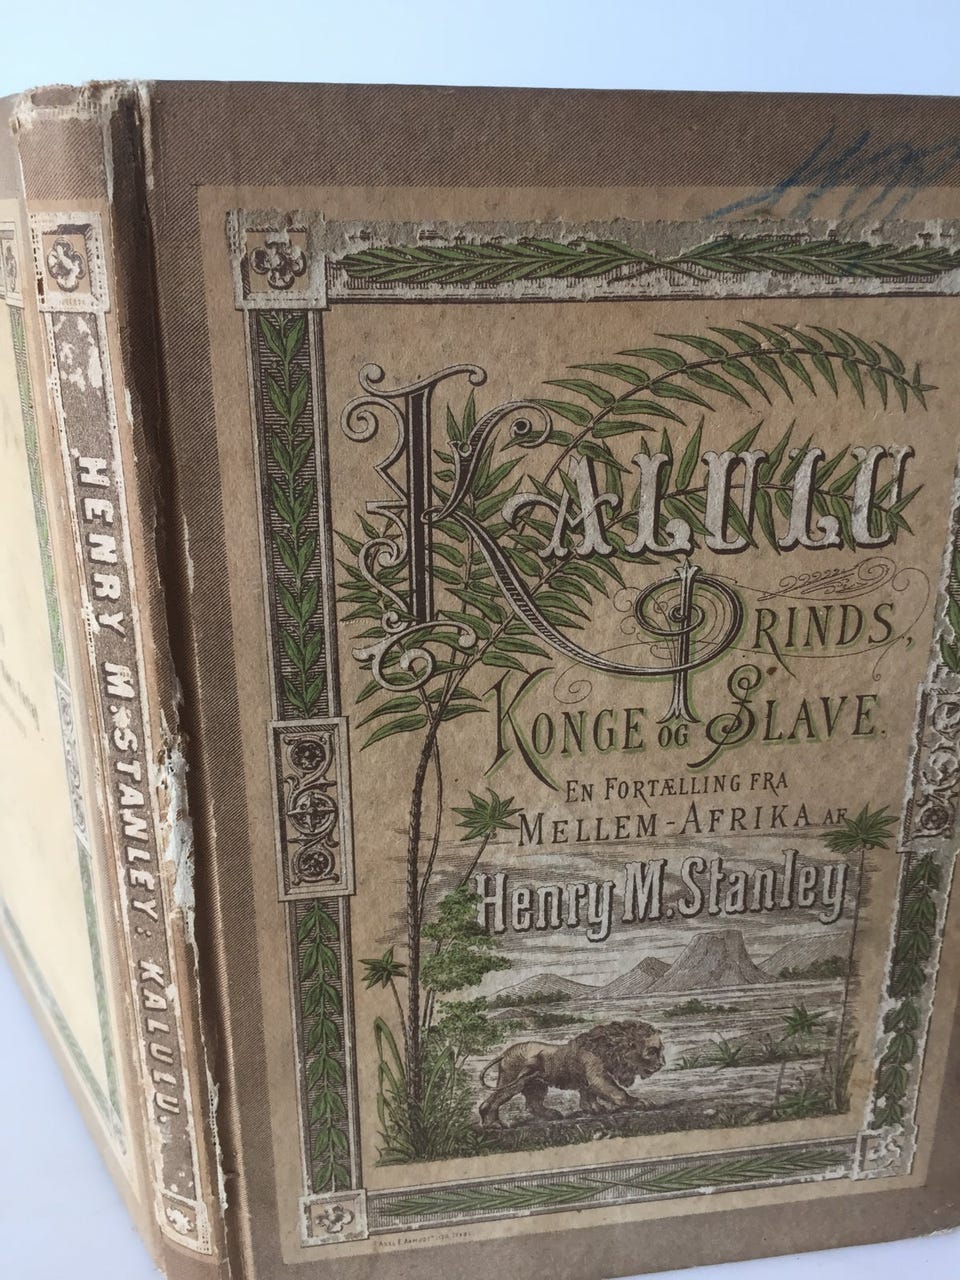 KALULU
PRINDS,
KONGE OG SLAVE.
EN FORTÆLLING FRA
MELLEM-AFRIKA AF
Henry M. Stanley
HENRY M. STANLEY: KALULU.